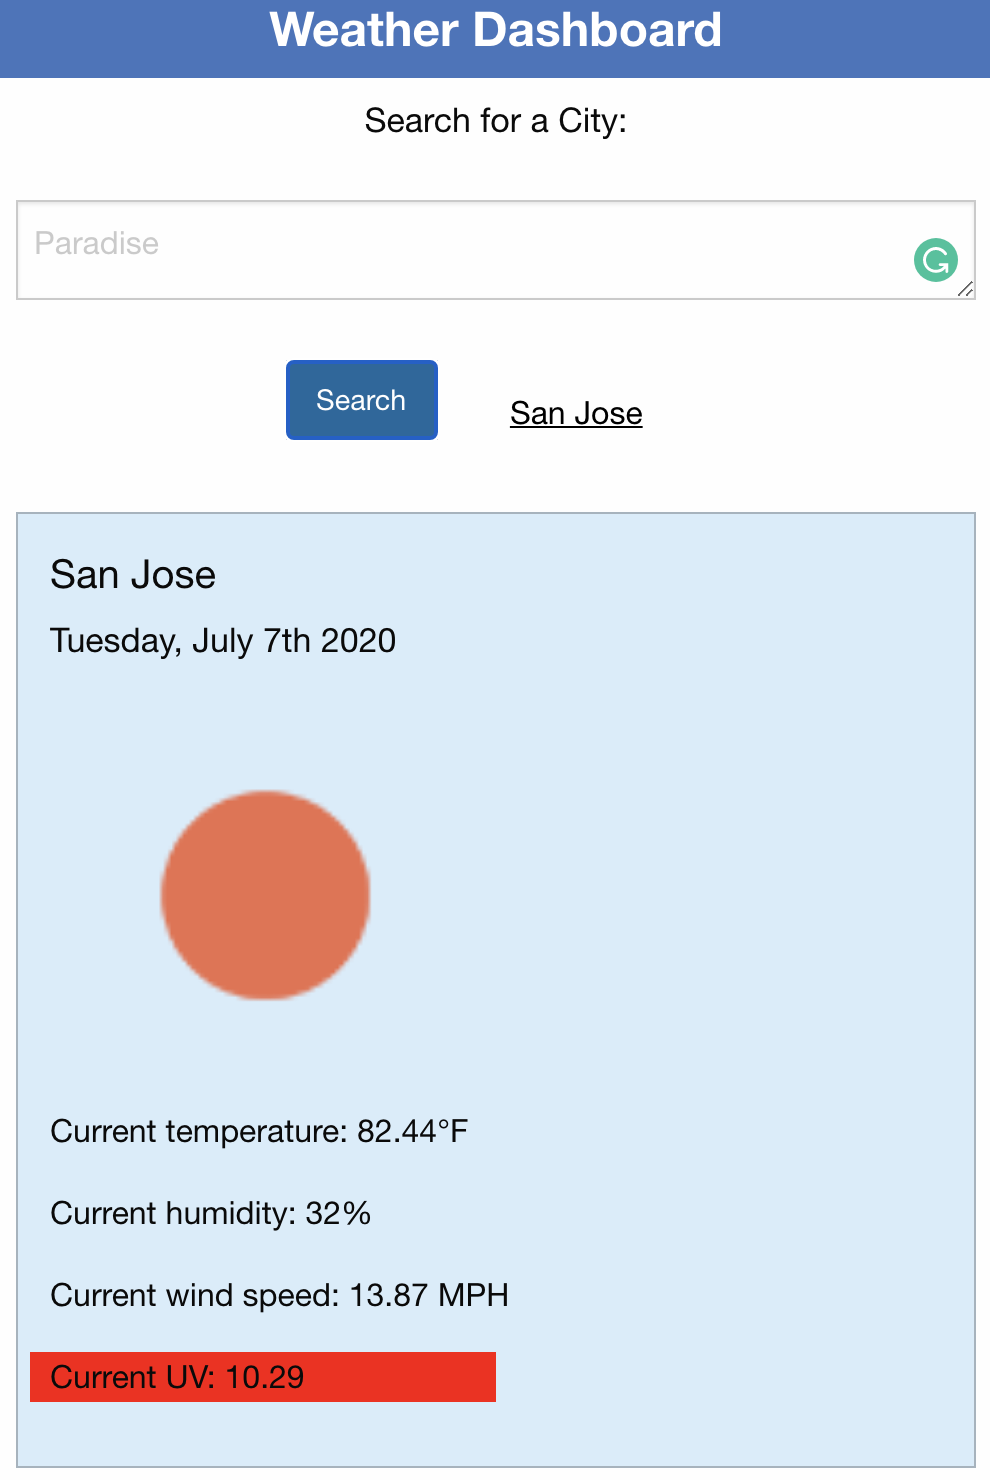 Weather Dashboard
Search for a City:
Paradise
Search
San Jose
San Jose
Tuesday, July 7th 2020
Current temperature: 82.44°F
Current humidity: 32%
Current wind speed: 13.87 MPH
Current UV: 10.29